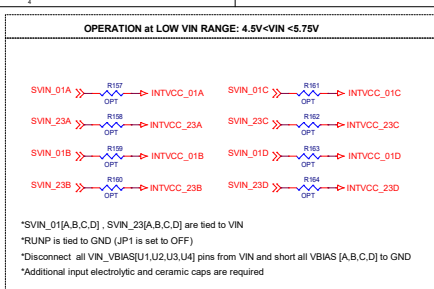 4
OPERATION at LOW VIN RANGE: 4.5V<VIN <5.75V
SVIN_01A R157 OPT INTVCC_01A SVIN_01C R161 OPT INTVCC_01C
SVIN_23A R158 OPT INTVCC_23A SVIN_23C R162 OPT INTVCC_23C
SVIN_01B R159 OPT INTVCC_01B SVIN_01D R163 OPT INTVCC_01D
SVIN_23B R160 OPT INTVCC_23B SVIN_23D R164 OPT INTVCC_23D
*SVIN_01[A,B,C,D] , SVIN_23[A,B,C,D] are tied to VIN
*RUNP is tied to GND (JP1 is set to OFF)
*Disconnect all VIN_VBIAS[U1,U2,U3,U4] pins from VIN and short all VBIAS [A,B,C,D] to GND
*Additional input electrolytic and ceramic caps are required